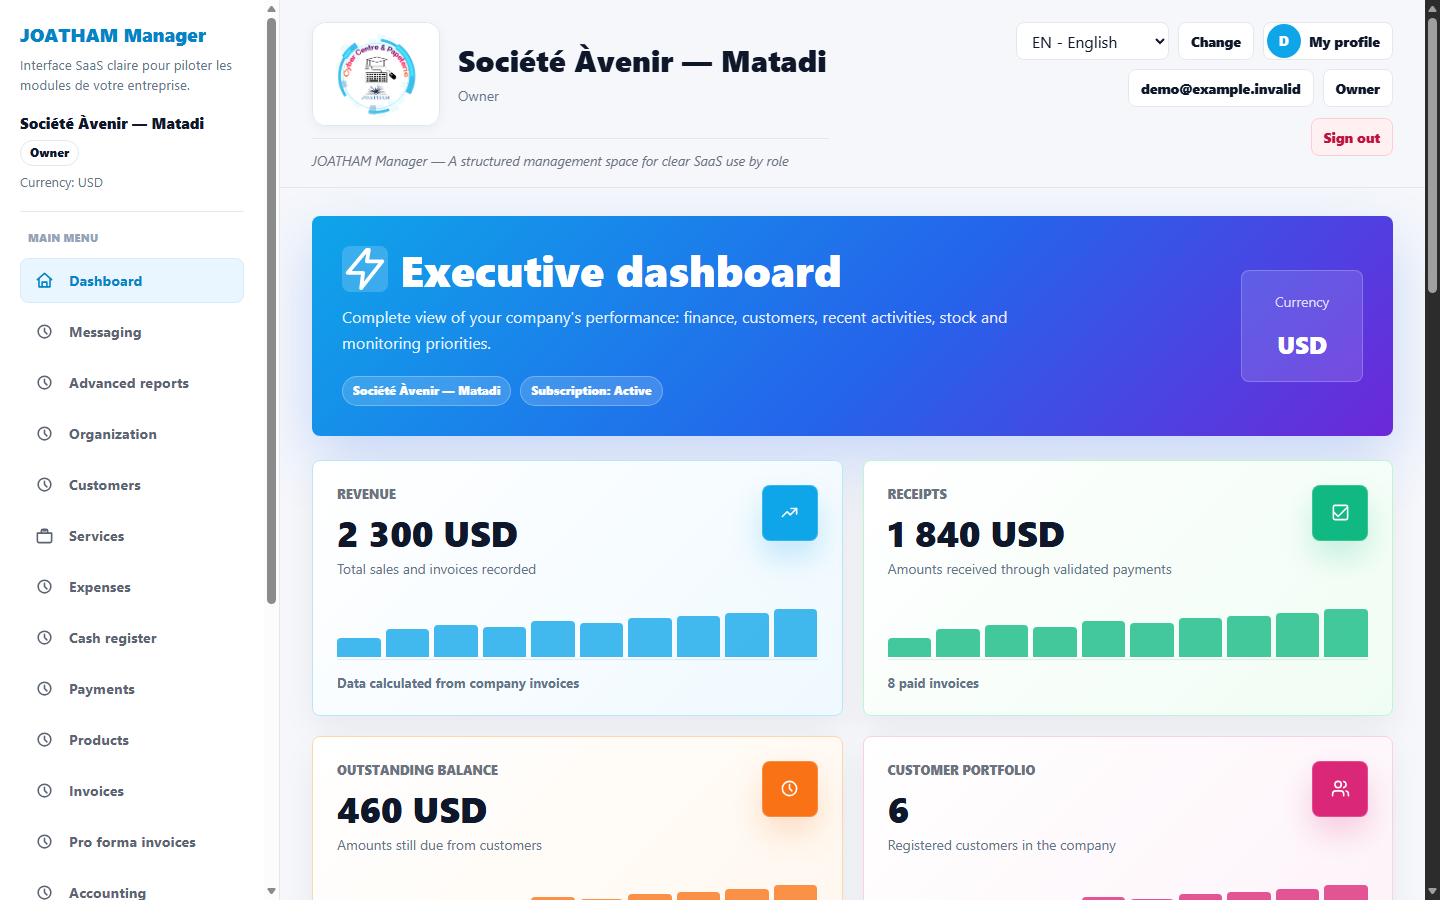 JOATHAM Manager
Interface SaaS claire pour piloter les
modules de votre entreprise.
Société Àvenir — Matadi
Owner
Currency: USD
MAIN MENU
Dashboard
Messaging
Advanced reports
Organization
Customers
Services
Expenses
Cash register
Payments
Products
Invoices
Pro forma invoices
Accounting
Cyber Centre & Papeterie
JOATHAM
Société Àvenir — Matadi
Owner
JOATHAM Manager — A structured management space for clear SaaS use by role
EN - English
Change
D
My profile
demo@example.invalid
Owner
Sign out
Executive dashboard
Complete view of your company's performance: finance, customers, recent activities, stock and
monitoring priorities.
Société Àvenir — Matadi
Subscription: Active
Currency
USD
REVENUE
2 300 USD
Total sales and invoices recorded
Data calculated from company invoices
RECEIPTS
1 840 USD
Amounts received through validated payments
8 paid invoices
OUTSTANDING BALANCE
460 USD
Amounts still due from customers
CUSTOMER PORTFOLIO
6
Registered customers in the company